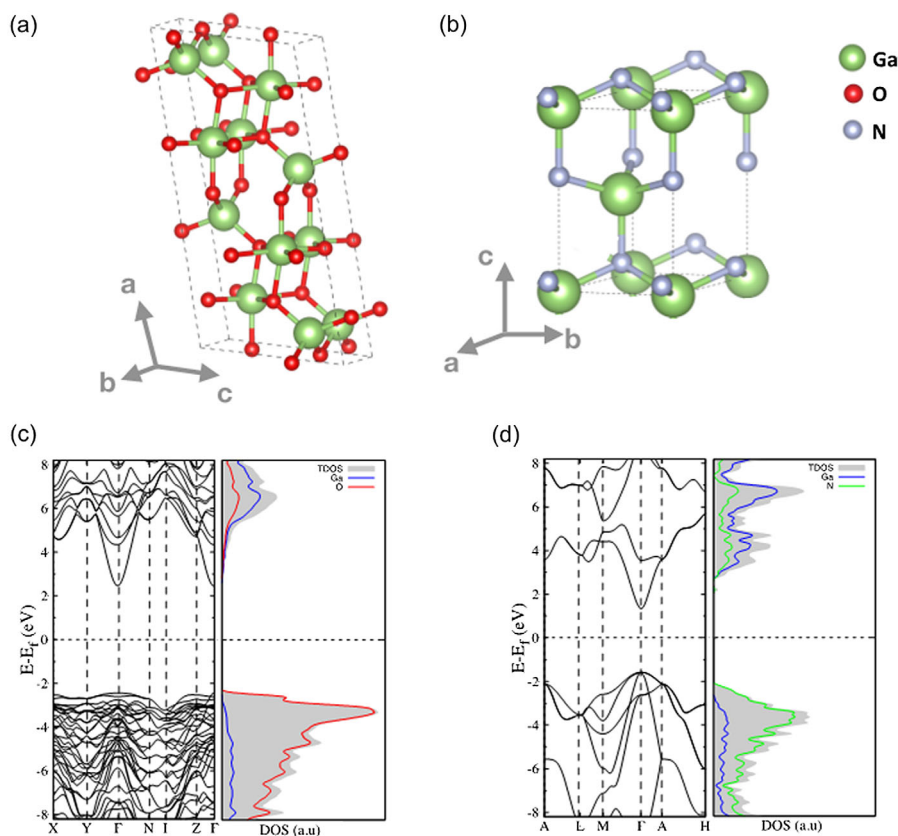 (a)
(b)
Ga
O
N
a
b
c
c
a
b
(c)
(d)
8
6
4
2
0
-2
-4
-6
-8
E-E_f (eV)
X Y Γ N I Z Γ
TDOS
Ga
O
DOS (a.u)
8
6
4
2
0
-2
-4
-6
-8
E-E_f (eV)
A L M Γ A H
TDOS
Ga
N
DOS (a.u)